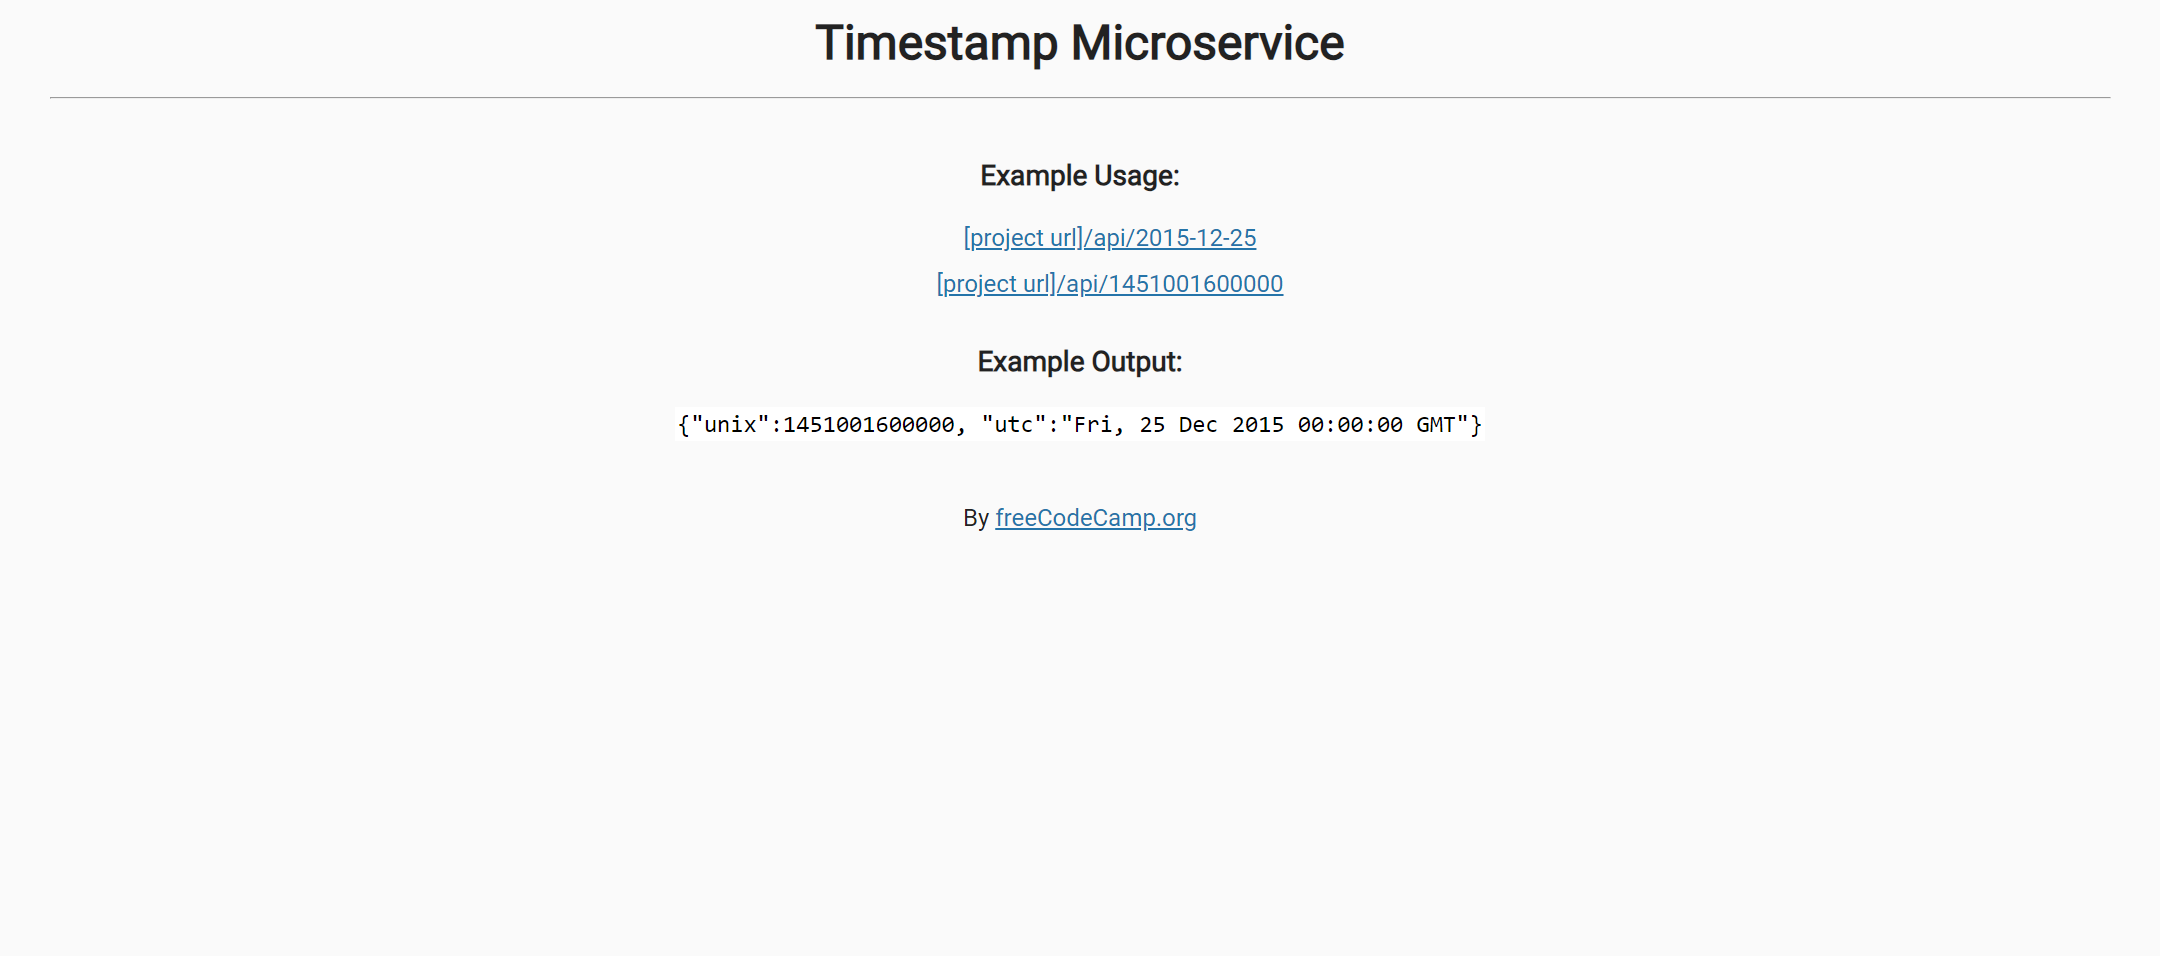 Timestamp Microservice
Example Usage:
[project url]/api/2015-12-25
[project url]/api/1451001600000
Example Output:
{"unix":1451001600000, "utc":"Fri, 25 Dec 2015 00:00:00 GMT"}
By freeCodeCamp.org